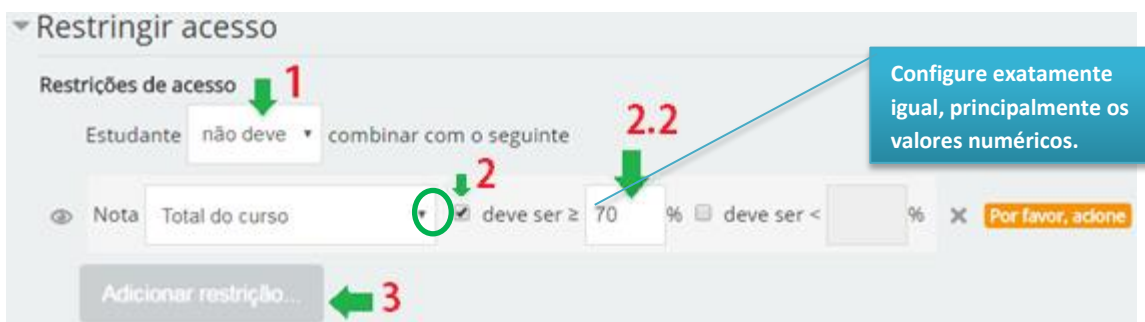 Restringir acesso
Restrições de acesso 1
Estudante não deve combinar com o seguinte
2.2
Configure exatamente
igual, principalmente os
valores numéricos.
2
Nota Total do curso deve ser ≥ 70 % deve ser < % Por favor, acione
Adicionar restrição... 3